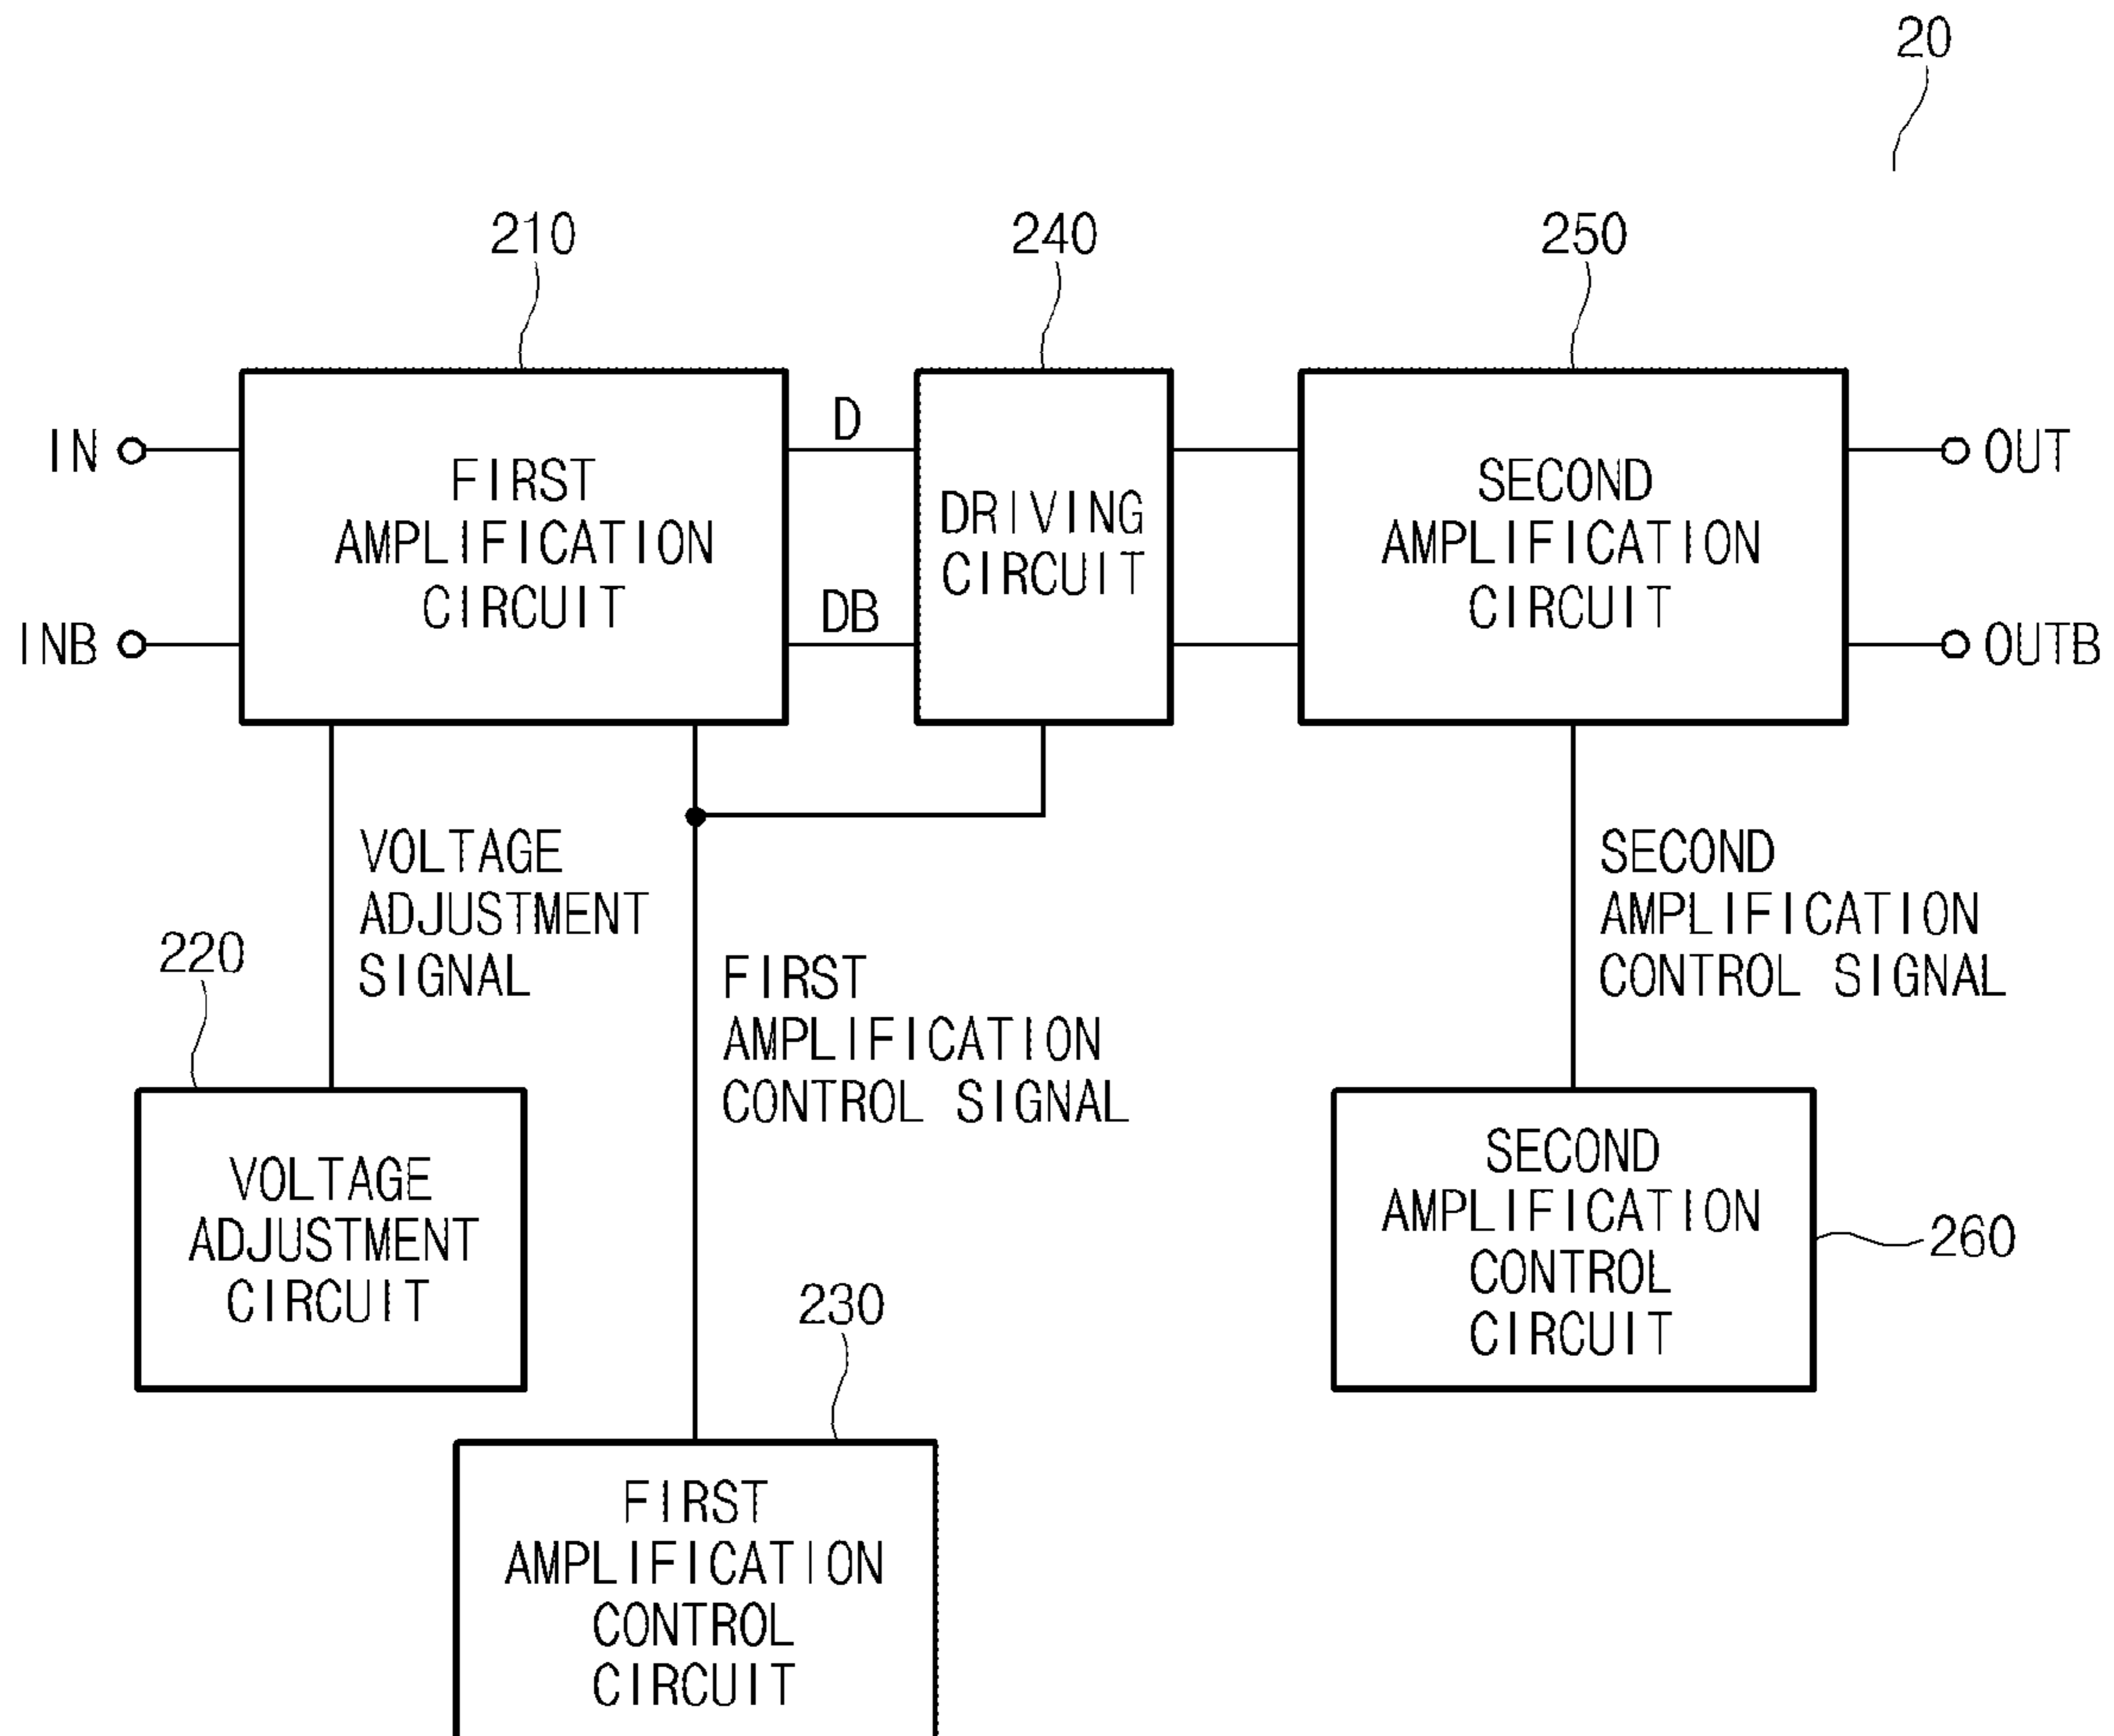 20
210
240
250
IN
INB
FIRST
AMPLIFICATION
CIRCUIT
D
DB
DRIVING
CIRCUIT
SECOND
AMPLIFICATION
CIRCUIT
OUT
OUTB
VOLTAGE
ADJUSTMENT
SIGNAL
FIRST
AMPLIFICATION
CONTROL SIGNAL
SECOND
AMPLIFICATION
CONTROL SIGNAL
220
VOLTAGE
ADJUSTMENT
CIRCUIT
230
FIRST
AMPLIFICATION
CONTROL
CIRCUIT
SECOND
AMPLIFICATION
CONTROL
CIRCUIT
260